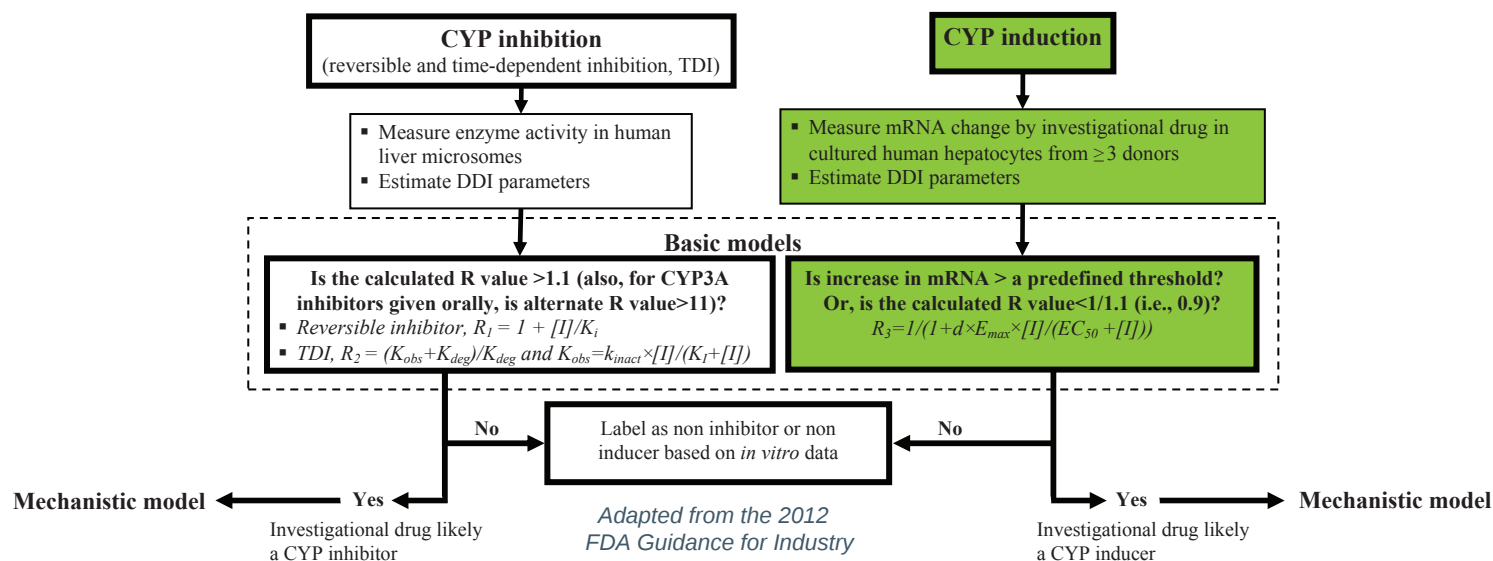 CYP inhibition
(reversible and time-dependent inhibition, TDI)
CYP induction
▪ Measure enzyme activity in human
liver microsomes
▪ Estimate DDI parameters
▪ Measure mRNA change by investigational drug in
cultured human hepatocytes from ≥3 donors
▪ Estimate DDI parameters
Basic models
Is the calculated R value >1.1 (also, for CYP3A
inhibitors given orally, is alternate R value>11)?
▪ Reversible inhibitor, R1 = 1 + [I]/Ki
▪ TDI, R2 = (Kobs+Kdeg)/Kdeg and Kobs=kinact×[I]/(KI+[I])
Is increase in mRNA > a predefined threshold?
Or, is the calculated R value<1/1.1 (i.e., 0.9)?
R3=1/(1+d×Emax×[I]/(EC50 +[I]))
No
Label as non inhibitor or non
inducer based on in vitro data
No
Mechanistic model
Yes
Investigational drug likely
a CYP inhibitor
Adapted from the 2012
FDA Guidance for Industry
Yes
Mechanistic model
Investigational drug likely
a CYP inducer